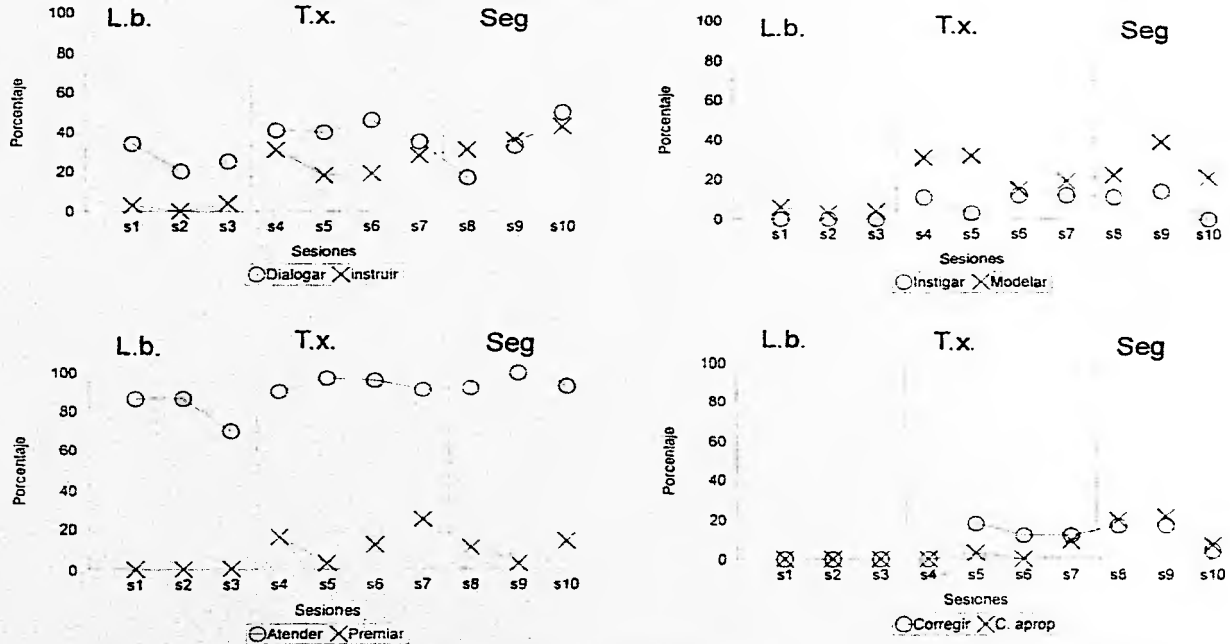 L.b. T.x. Seg
Porcentaje
100
80
60
40
20
0
s1 s2 s3 s4 s5 s6 s7 s8 s9 s10
Sesiones
Dialogar instruir
L.b. T.x. Seg
Porcentaje
100
80
60
40
20
0
s1 s2 s3 s4 s5 s6 s7 s8 s9 s10
Sesiones
Instigar Modelar
L.b. T.x. Seg
Porcentaje
100
80
60
40
20
0
s1 s2 s3 s4 s5 s6 s7 s8 s9 s10
Sesiones
Atender Premiar
L.b. T.x. Seg
Porcentaje
100
80
60
40
20
0
s1 s2 s3 s4 s5 s6 s7 s8 s9 s10
Sesiones
Corregir C. aprop